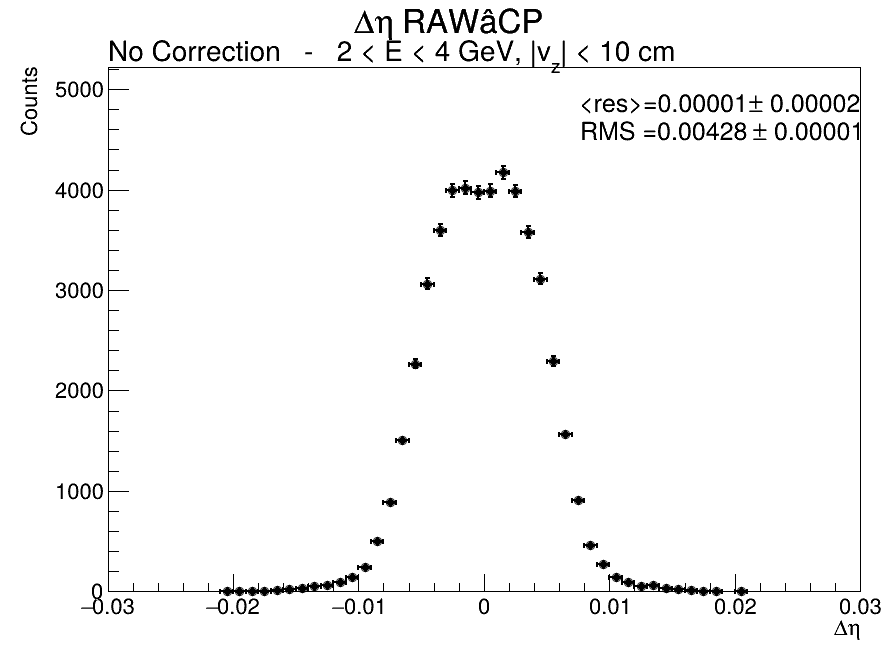 Δη RAWâCP
No Correction - 2 < E < 4 GeV, |v_z| < 10 cm
Counts
<res>=0.00001± 0.00002
RMS =0.00428 ± 0.00001
5000
4000
3000
2000
1000
0
−0.03 −0.02 −0.01 0 0.01 0.02 0.03
Δη